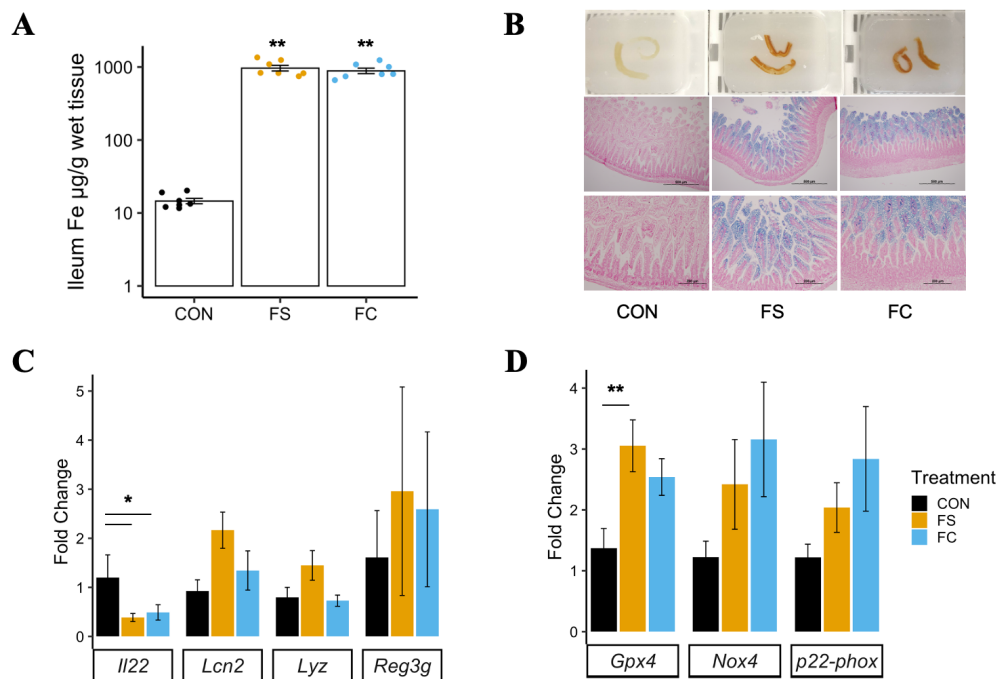 A
Ileum Fe µg/g wet tissue
1000
100
10
1
**
**
CON
FS
FC
B
CON
FS
FC
C
Fold Change
5
4
3
2
1
0
*
Il22
Lcn2
Lyz
Reg3g
D
Fold Change
4
3
2
1
0
**
Gpx4
Nox4
p22-phox
Treatment
CON
FS
FC